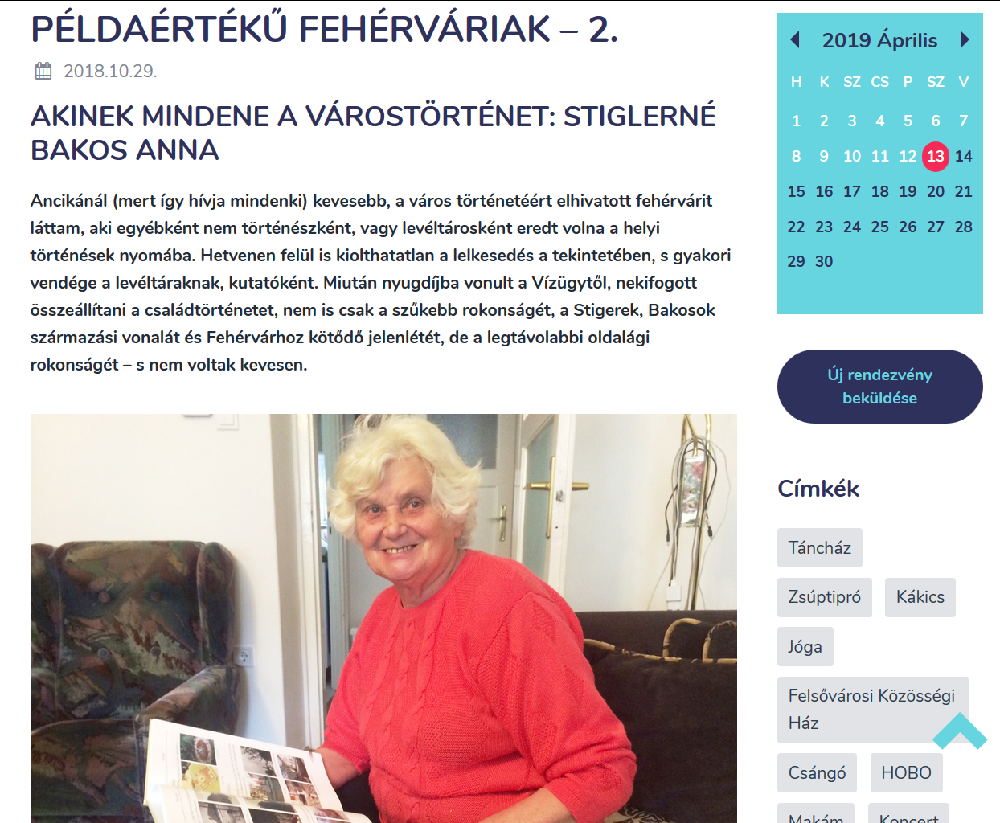 PÉLDAÉRTÉKŰ FEHÉRVÁRIAK – 2.
2018.10.29.
AKINEK MINDENE A VÁROSTÖRTÉNET: STIGLERNÉ
BAKOS ANNA
Ancikánál (mert így hívja mindenki) kevesebb, a város történetéért elhivatott fehérvárit
láttam, aki egyébként nem történészként, vagy levéltárosként eredt volna a helyi
történések nyomába. Hetvenen felül is kiolthatatlan a lelkesedés a tekintetében, s gyakori
vendége a levéltáraknak, kutatóként. Miután nyugdíjba vonult a Vízügytől, nekifogott
összeállítani a családtörténetet, nem is csak a szűkebb rokonságét, a Stigerek, Bakosok
származási vonalát és Fehérvárhoz kötődő jelenlétét, de a legtávolabbi oldalági
rokonságét – s nem voltak kevesen.
2019 Április
H K SZ CS P SZ V
1 2 3 4 5 6 7
8 9 10 11 12 13 14
15 16 17 18 19 20 21
22 23 24 25 26 27 28
29 30
Új rendezvény
beküldése
Címkék
Táncház
Zsúptipró Kákics
Jóga
Felsővárosi Közösségi
Ház
Csángó HOBO
Makám Koncert